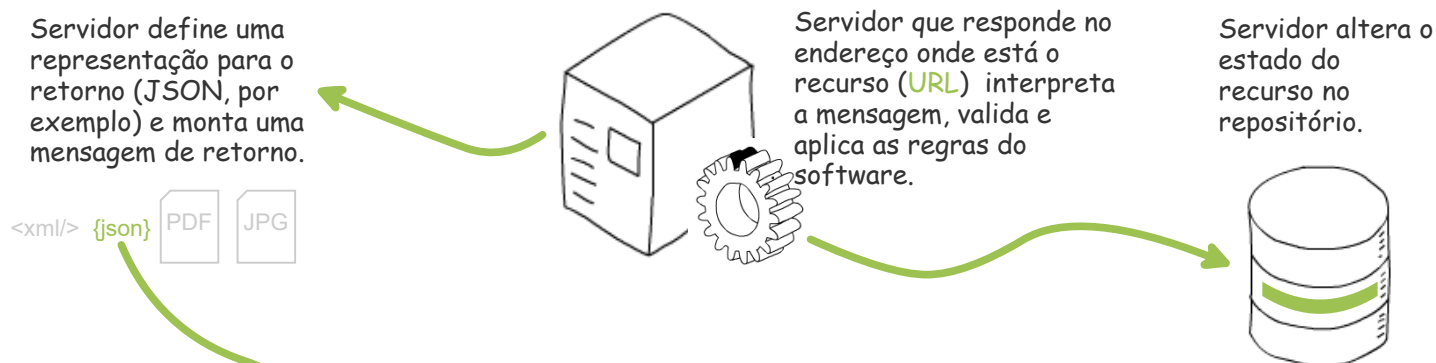 Servidor define uma
representação para o
retorno (JSON, por
exemplo) e monta uma
mensagem de retorno.
<xml/> {json} PDF JPG
Servidor que responde no
endereço onde está o
recurso (URL) interpreta
a mensagem, valida e
aplica as regras do
software.
Servidor altera o
estado do
recurso no
repositório.